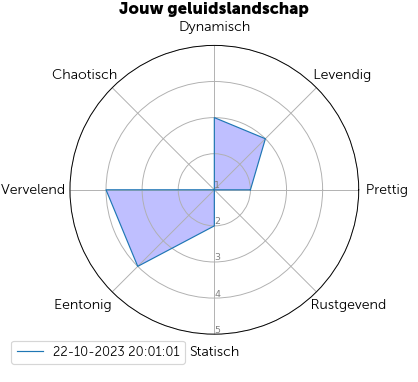 Jouw geluidslandschap
Dynamisch
Chaotisch
Levendig
Vervelend
1
Prettig
2
3
4
Eentonig
Rustgevend
5
22-10-2023 20:01:01
Statisch